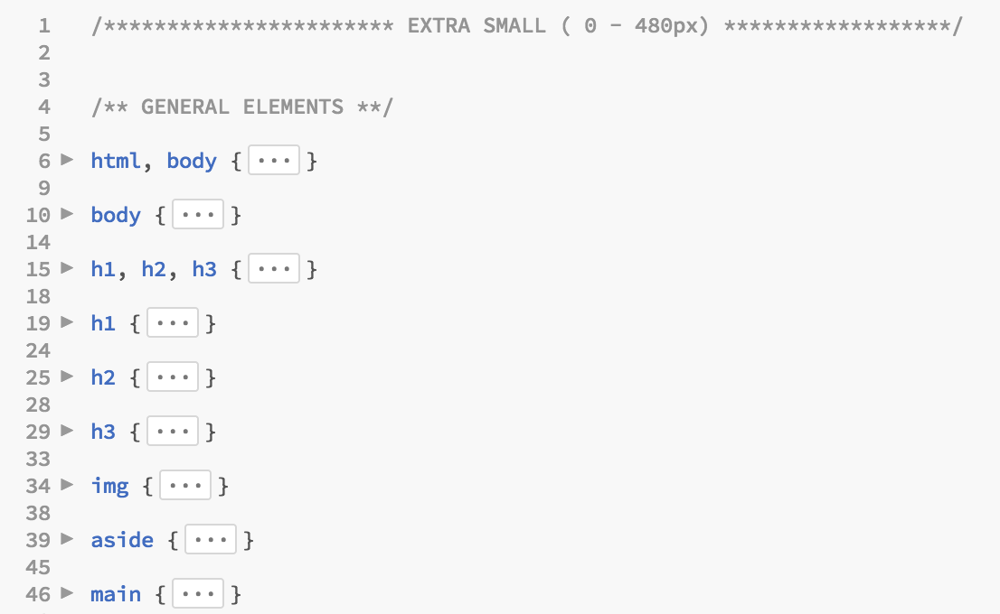 1 /*********************** EXTRA SMALL ( 0 - 480px) ******************/
2
3
4 /** GENERAL ELEMENTS **/
5
6 ▶ html, body {•••}
9
10 ▶ body {•••}
14
15 ▶ h1, h2, h3 {•••}
18
19 ▶ h1 {•••}
24
25 ▶ h2 {•••}
28
29 ▶ h3 {•••}
33
34 ▶ img {•••}
38
39 ▶ aside {•••}
45
46 ▶ main {•••}